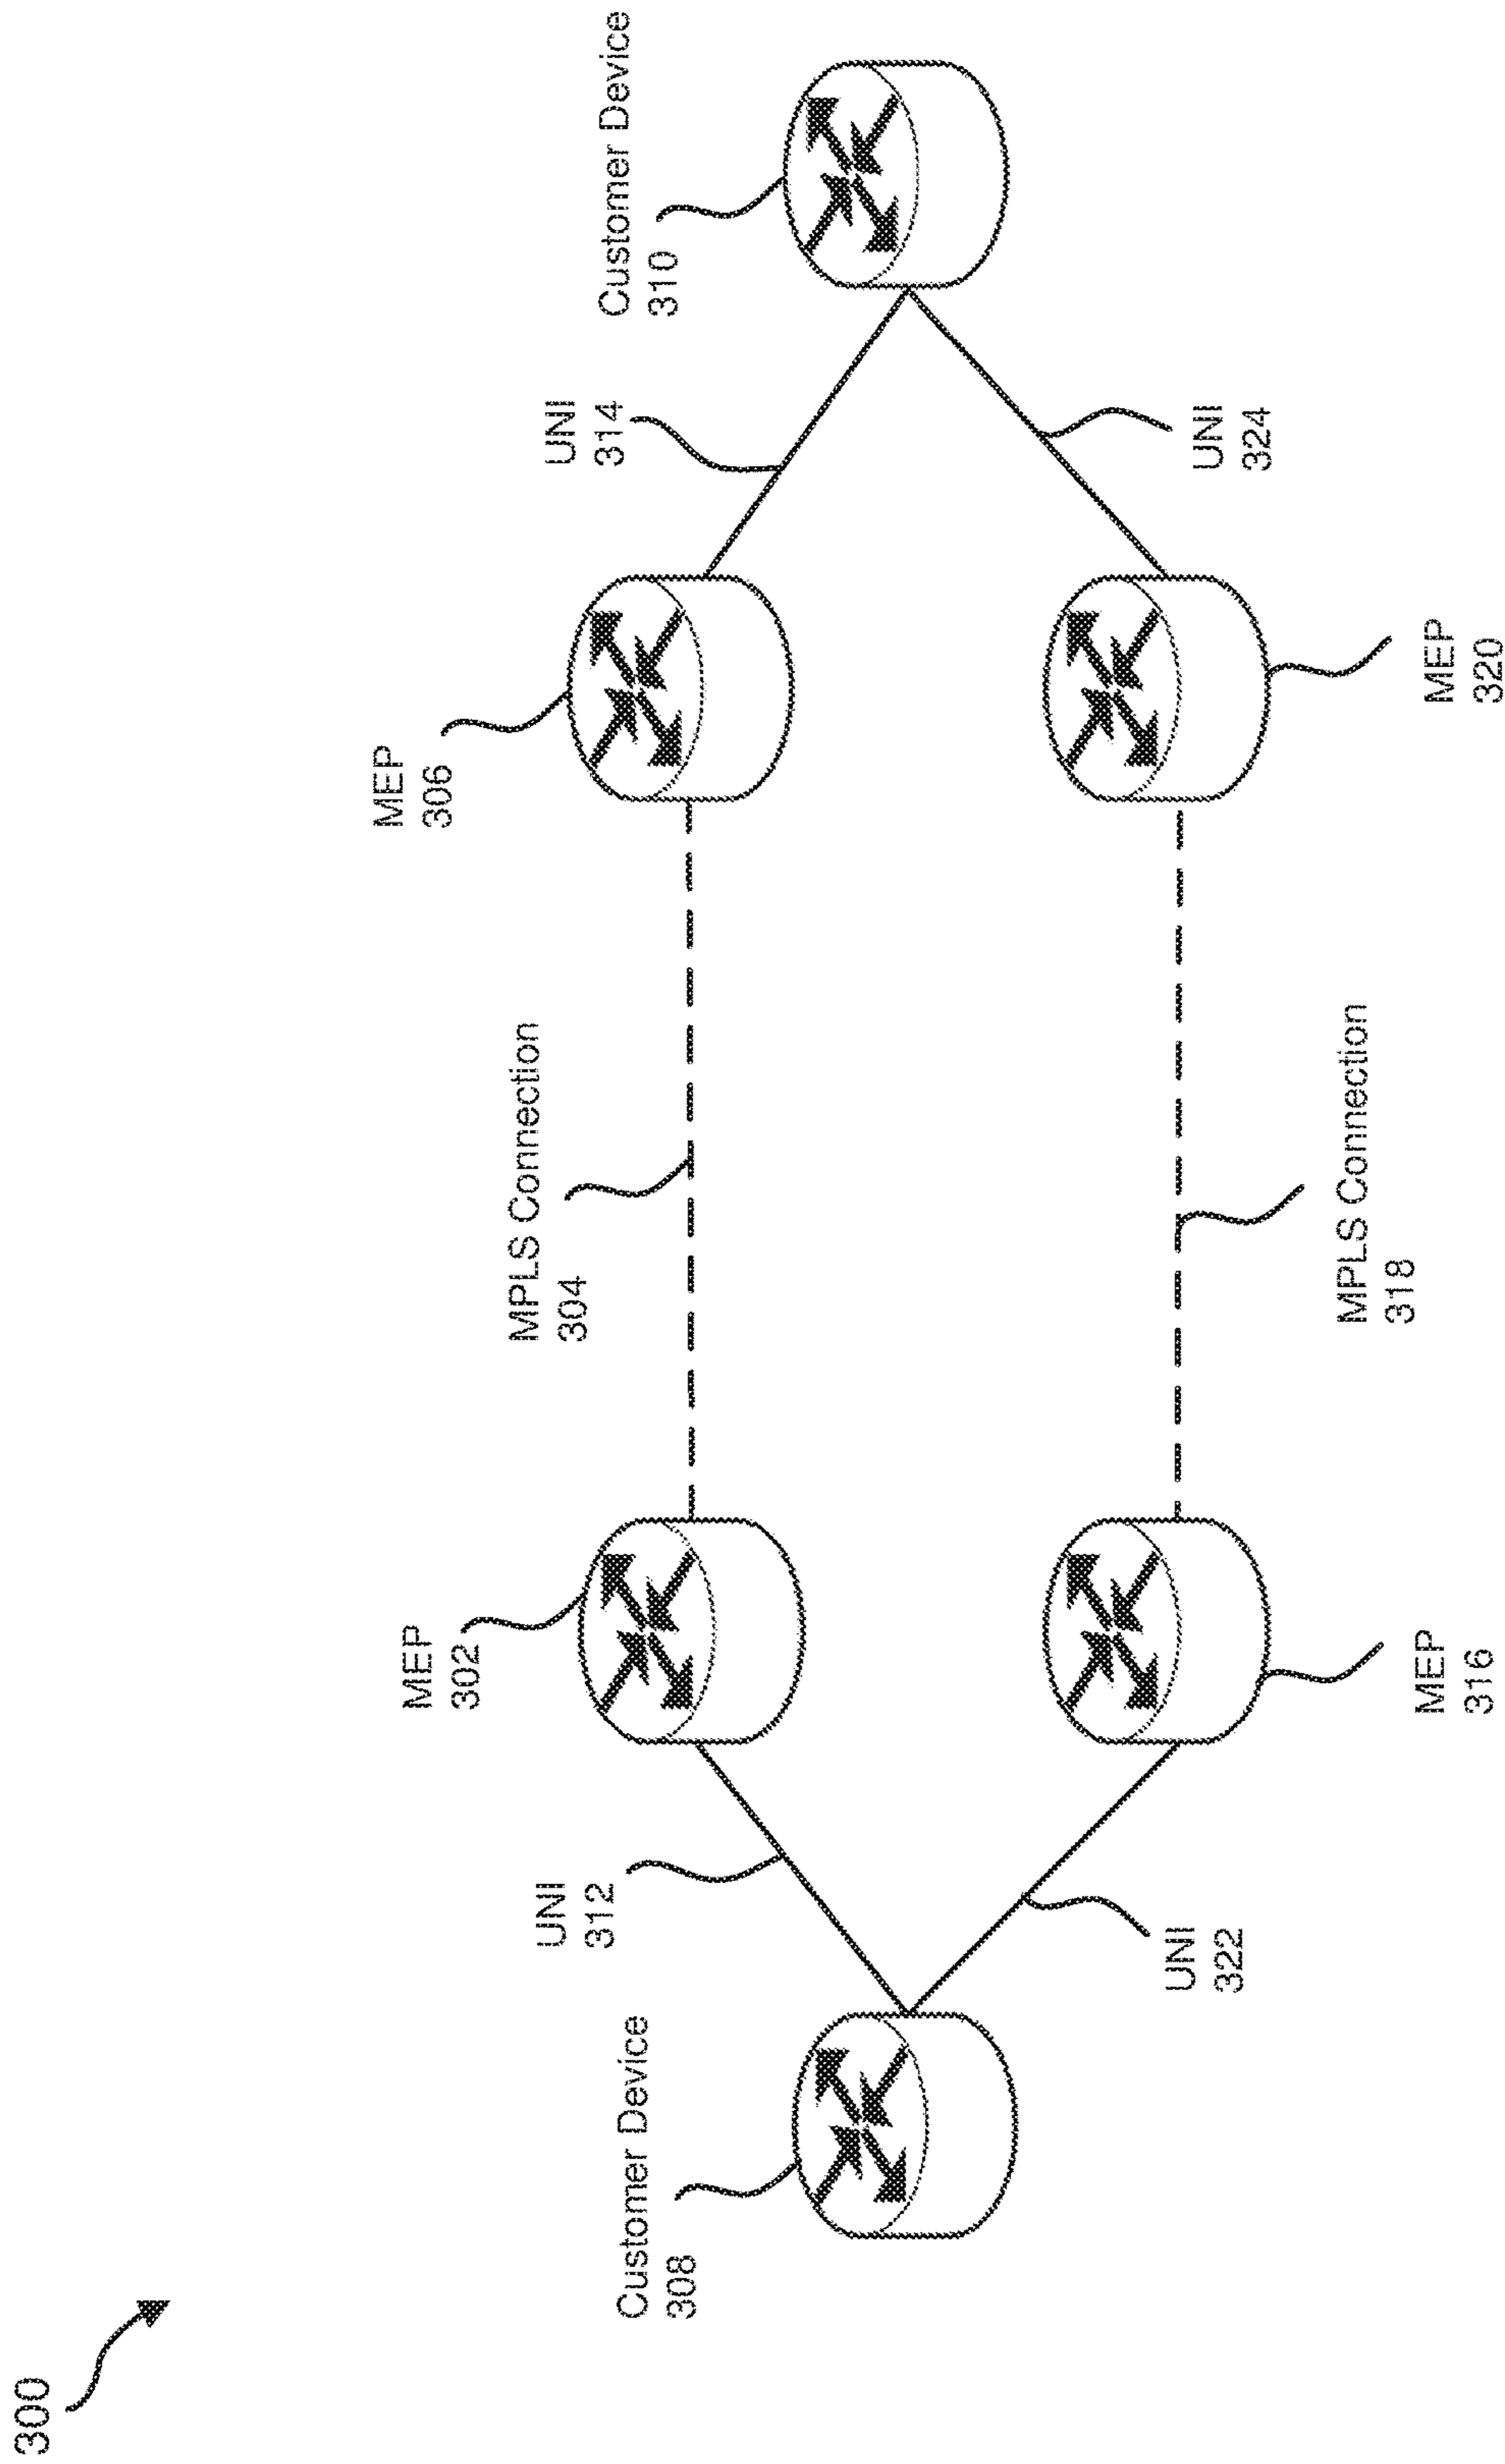 300
Customer Device
308
UNI
312
UNI
322
MEP
302
MEP
316
MPLS Connection
304
MPLS Connection
318
MEP
306
MEP
320
UNI
314
UNI
324
Customer Device
310